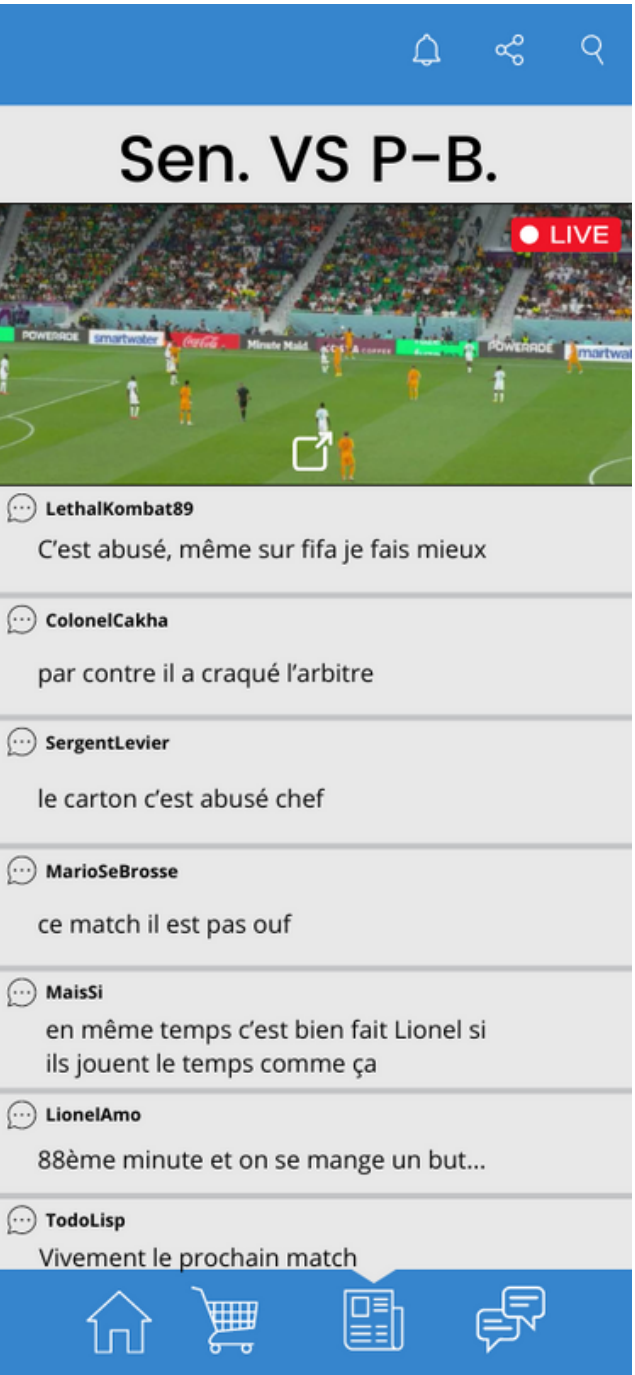 Sen. VS P-B.
LIVE
POWERADE smartwater Coca-Cola Minute Maid COSTA COFFEE POWERADE smartwat
LethalKombat89
C’est abusé, même sur fifa je fais mieux
ColonelCakha
par contre il a craqué l’arbitre
SergentLevier
le carton c’est abusé chef
MarioSeBrosse
ce match il est pas ouf
MaisSi
en même temps c’est bien fait Lionel si
ils jouent le temps comme ça
LionelAmo
88ème minute et on se mange un but...
TodoLisp
Vivement le prochain match